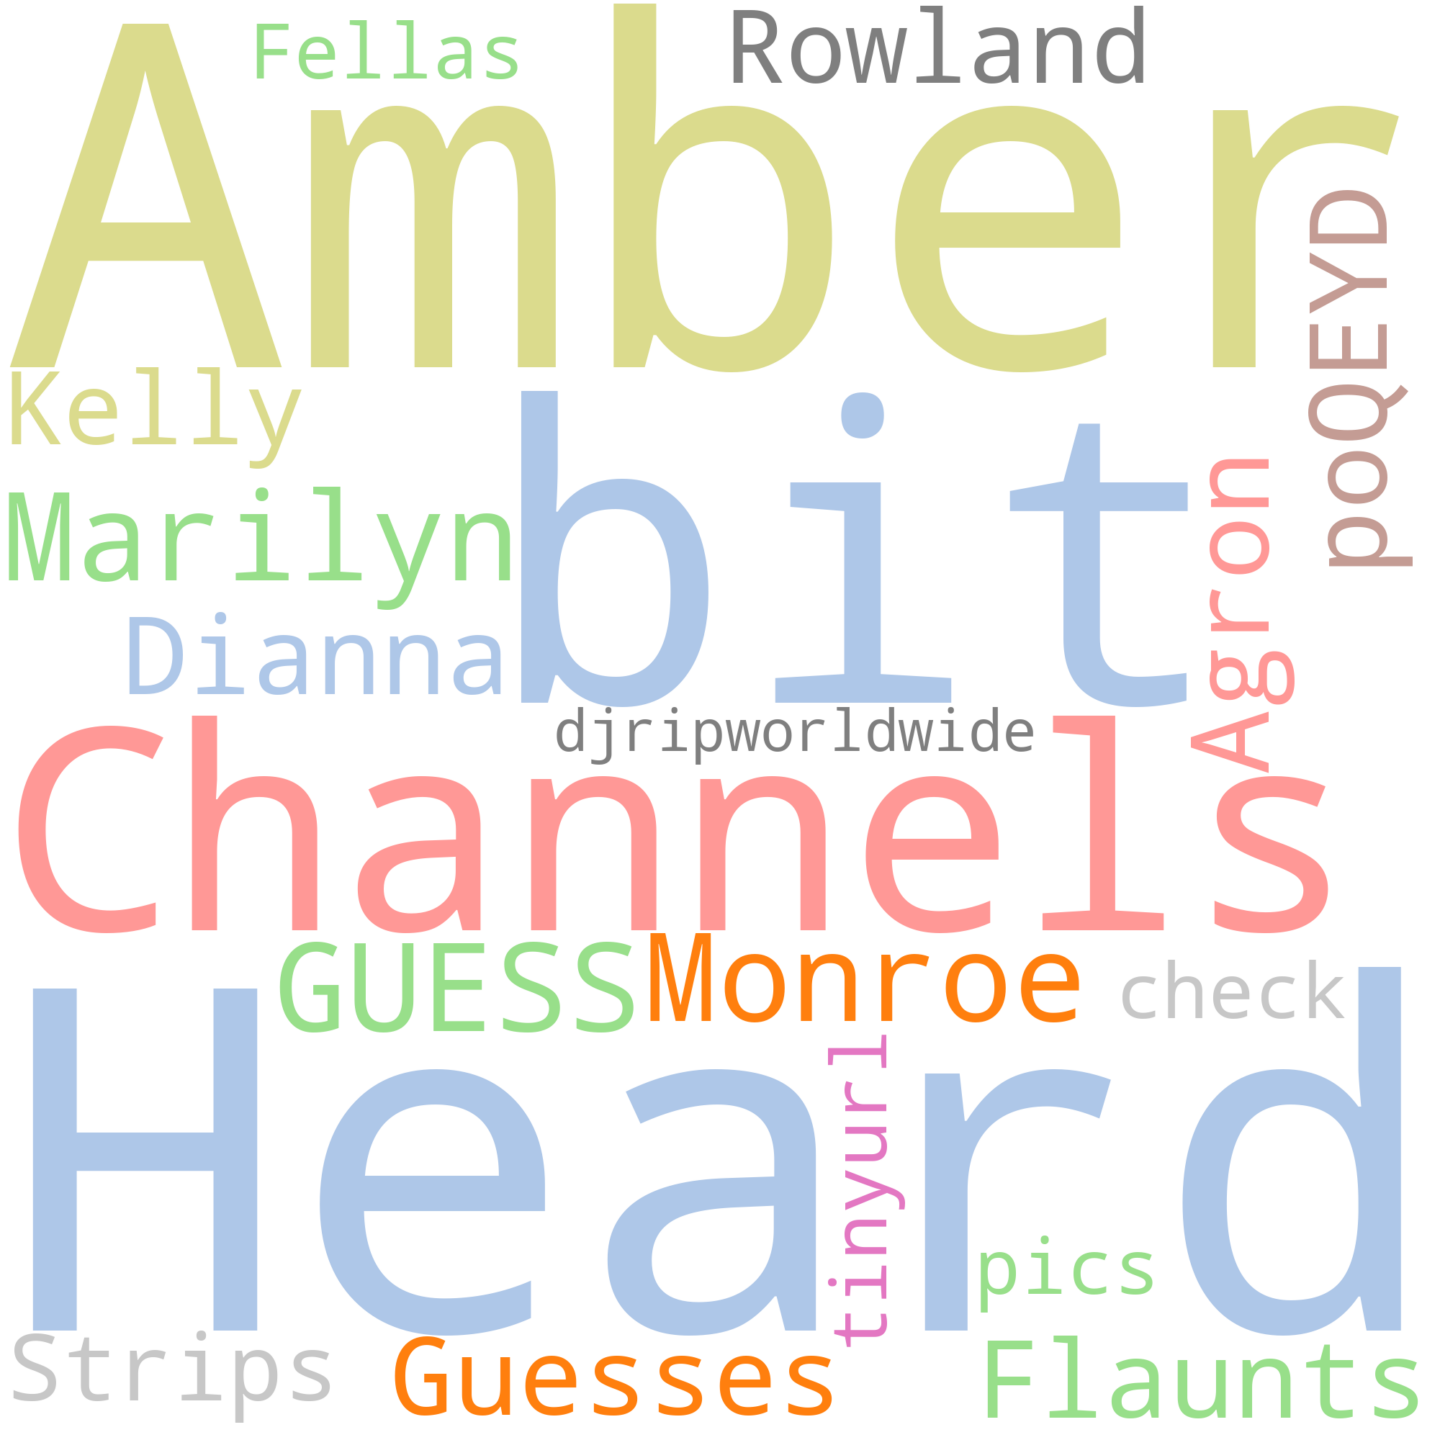 Fellas
Rowland
Amber
poQEYD
Kelly
bit
Agron
Marilyn
Dianna
djripworldwide
Channels
GUESS
Monroe
check
Heard
tinyurl
pics
Strips
Guesses
Flaunts